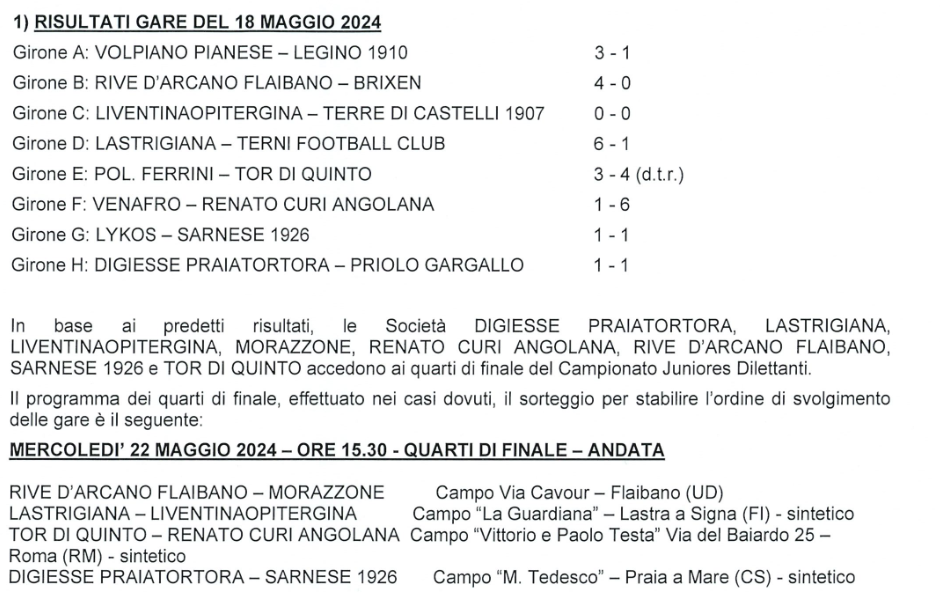 1) RISULTATI GARE DEL 18 MAGGIO 2024
Girone A: VOLPIANO PIANESE – LEGINO 1910 3 - 1
Girone B: RIVE D'ARCANO FLAIBANO – BRIXEN 4 - 0
Girone C: LIVENTINAOPITERGINA – TERRE DI CASTELLI 1907 0 - 0
Girone D: LASTRIGIANA – TERNI FOOTBALL CLUB 6 - 1
Girone E: POL. FERRINI – TOR DI QUINTO 3 - 4 (d.t.r.)
Girone F: VENAFRO – RENATO CURI ANGOLANA 1 - 6
Girone G: LYKOS – SARNESE 1926 1 - 1
Girone H: DIGIESSE PRAIATORTORA – PRIOLO GARGALLO 1 - 1
In base ai predetti risultati, le Società DIGIESSE PRAIATORTORA, LASTRIGIANA,
LIVENTINAOPITERGINA, MORAZZONE, RENATO CURI ANGOLANA, RIVE D'ARCANO FLAIBANO,
SARNESE 1926 e TOR DI QUINTO accedono ai quarti di finale del Campionato Juniores Dilettanti.
Il programma dei quarti di finale, effettuato nei casi dovuti, il sorteggio per stabilire l'ordine di svolgimento
delle gare è il seguente:
MERCOLEDI' 22 MAGGIO 2024 – ORE 15.30 - QUARTI DI FINALE – ANDATA
RIVE D'ARCANO FLAIBANO – MORAZZONE Campo Via Cavour – Flaibano (UD)
LASTRIGIANA – LIVENTINAOPITERGINA Campo “La Guardiana” – Lastra a Signa (FI) - sintetico
TOR DI QUINTO – RENATO CURI ANGOLANA Campo “Vittorio e Paolo Testa” Via del Baiardo 25 –
Roma (RM) - sintetico
DIGIESSE PRAIATORTORA – SARNESE 1926 Campo “M. Tedesco” – Praia a Mare (CS) - sintetico